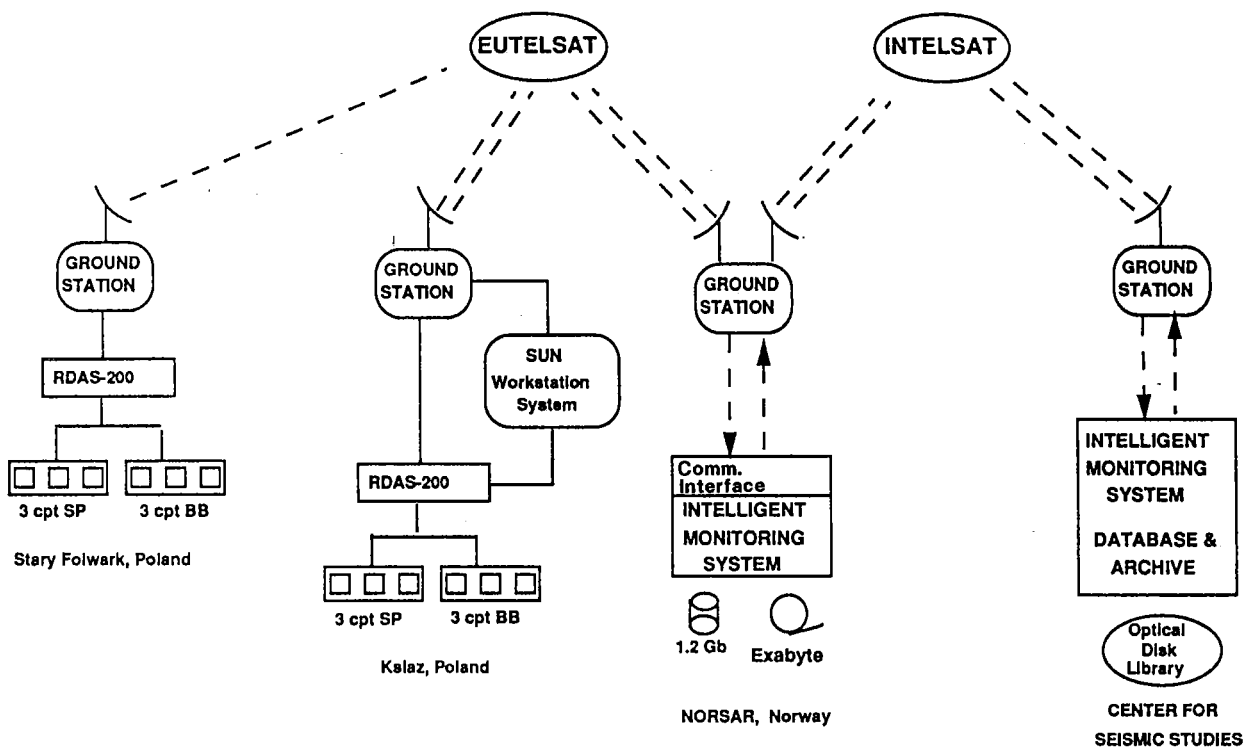 EUTELSAT
INTELSAT
GROUND
STATION
RDAS-200
3 cpt SP
3 cpt BB
Stary Folwark, Poland
GROUND
STATION
SUN
Workstation
System
RDAS-200
3 cpt SP
3 cpt BB
Kslaz, Poland
GROUND
STATION
Comm.
Interface
INTELLIGENT
MONITORING
SYSTEM
1.2 Gb
Exabyte
NORSAR, Norway
GROUND
STATION
INTELLIGENT
MONITORING
SYSTEM
DATABASE &
ARCHIVE
Optical
Disk
Library
CENTER FOR
SEISMIC STUDIES